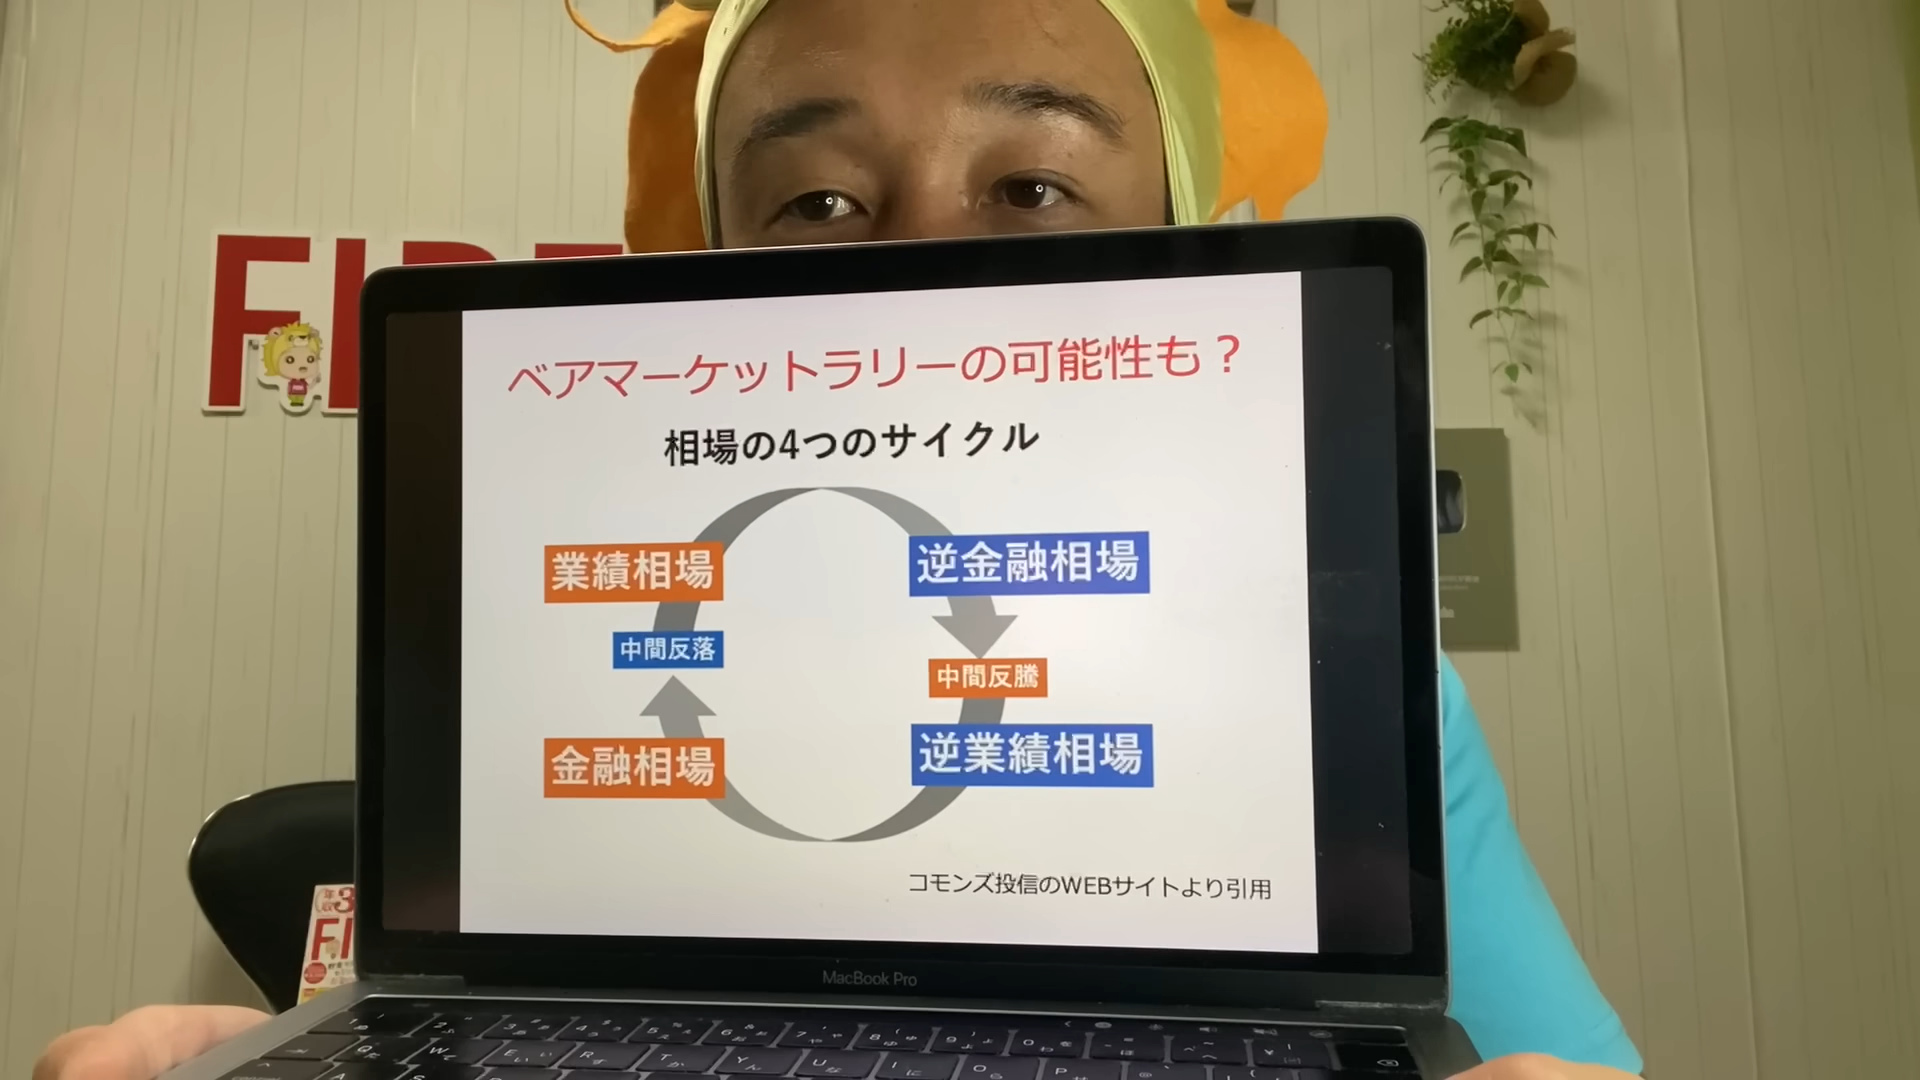 FIRE
ベアマーケットラリーの可能性も？
相場の4つのサイクル
業績相場
逆金融相場
中間反落
中間反騰
金融相場
逆業績相場
コモンズ投信のWEBサイトより引用
MacBook Pro